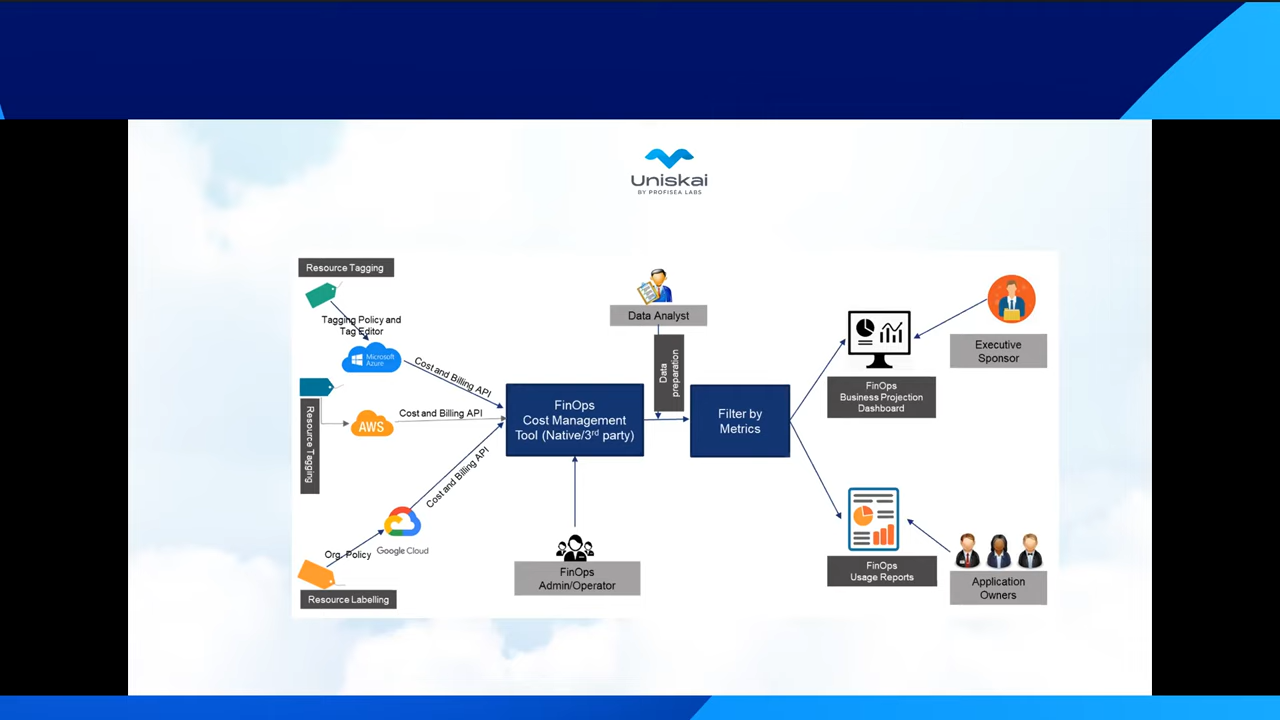 Uniskai
BY PROFISEA LABS
Resource Tagging
Tagging Policy and
Tag Editor
Microsoft
Azure
Cost and Billing API
Resource Tagging
AWS
Cost and Billing API
Google Cloud
Cost and Billing API
Org. Policy
Resource Labelling
FinOps
Cost Management
Tool (Native/3rd party)
FinOps
Admin/Operator
Data Analyst
Data
preparation
Filter by
Metrics
FinOps
Business Projection
Dashboard
Executive
Sponsor
FinOps
Usage Reports
Application
Owners